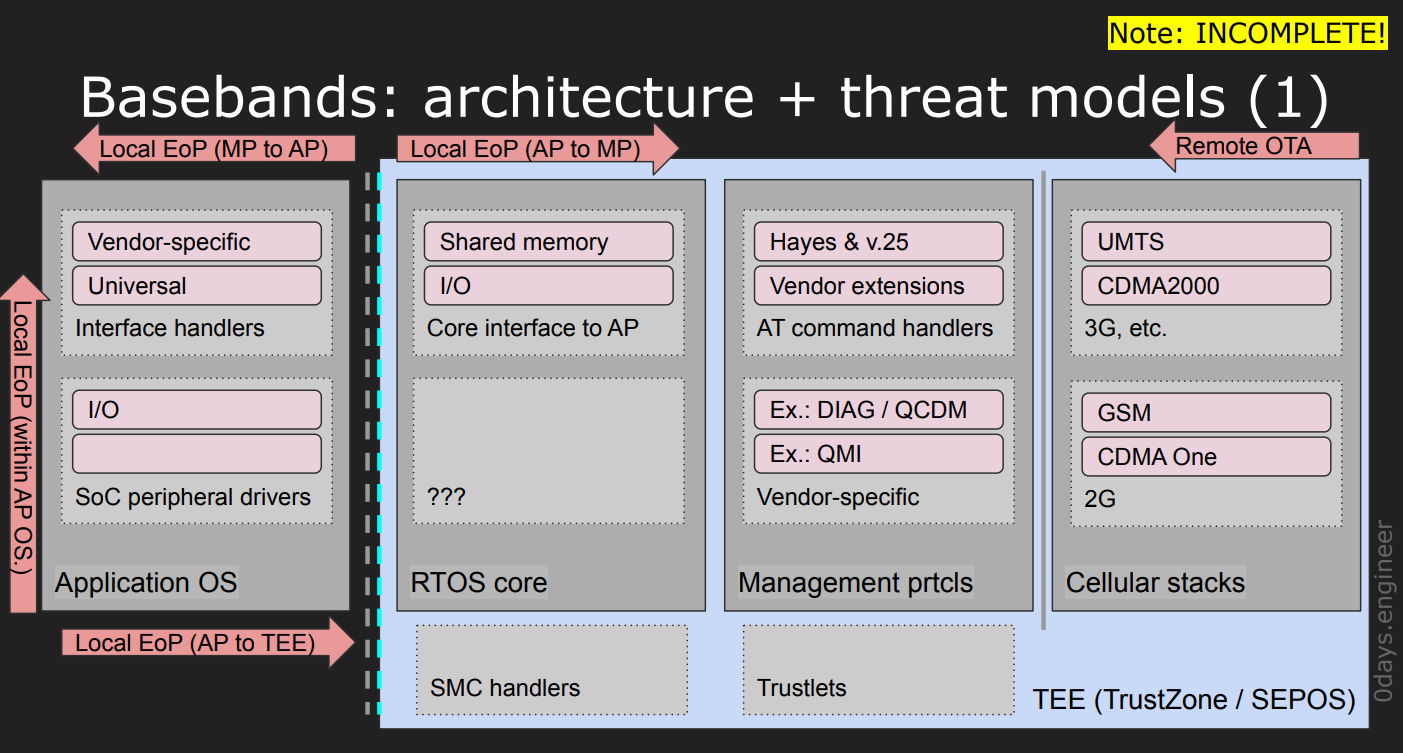 Note: INCOMPLETE!
Basebands: architecture + threat models (1)
Local EoP (MP to AP)
Local EoP (AP to MP)
Remote OTA
Local EoP (within AP OS.)
Vendor-specific
Universal
Interface handlers
I/O
SoC peripheral drivers
Application OS
Local EoP (AP to TEE)
Shared memory
I/O
Core interface to AP
???
RTOS core
SMC handlers
Hayes & v.25
Vendor extensions
AT command handlers
Ex.: DIAG / QCDM
Ex.: QMI
Vendor-specific
Management prtcls
Trustlets
UMTS
CDMA2000
3G, etc.
GSM
CDMA One
2G
Cellular stacks
TEE (TrustZone / SEPOS)
0days.engineer